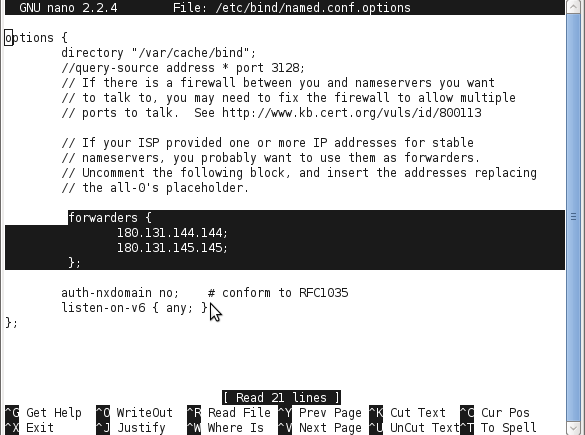 GNU nano 2.2.4        File: /etc/bind/named.conf.options
options {
directory "/var/cache/bind";
//query-source address * port 3128;
// If there is a firewall between you and nameservers you want
// to talk to, you may need to fix the firewall to allow multiple
// ports to talk.  See http://www.kb.cert.org/vuls/id/800113
// If your ISP provided one or more IP addresses for stable
// nameservers, you probably want to use them as forwarders.
// Uncomment the following block, and insert the addresses replacing
// the all-0's placeholder.
forwarders {
180.131.144.144;
180.131.145.145;
};
auth-nxdomain no;    # conform to RFC1035
listen-on-v6 { any; }
};
[ Read 21 lines ]
^G Get Help  ^O WriteOut  ^R Read File ^Y Prev Page ^K Cut Text  ^C Cur Pos
^X Exit      ^J Justify   ^W Where Is  ^V Next Page ^U UnCut Text^T To Spell